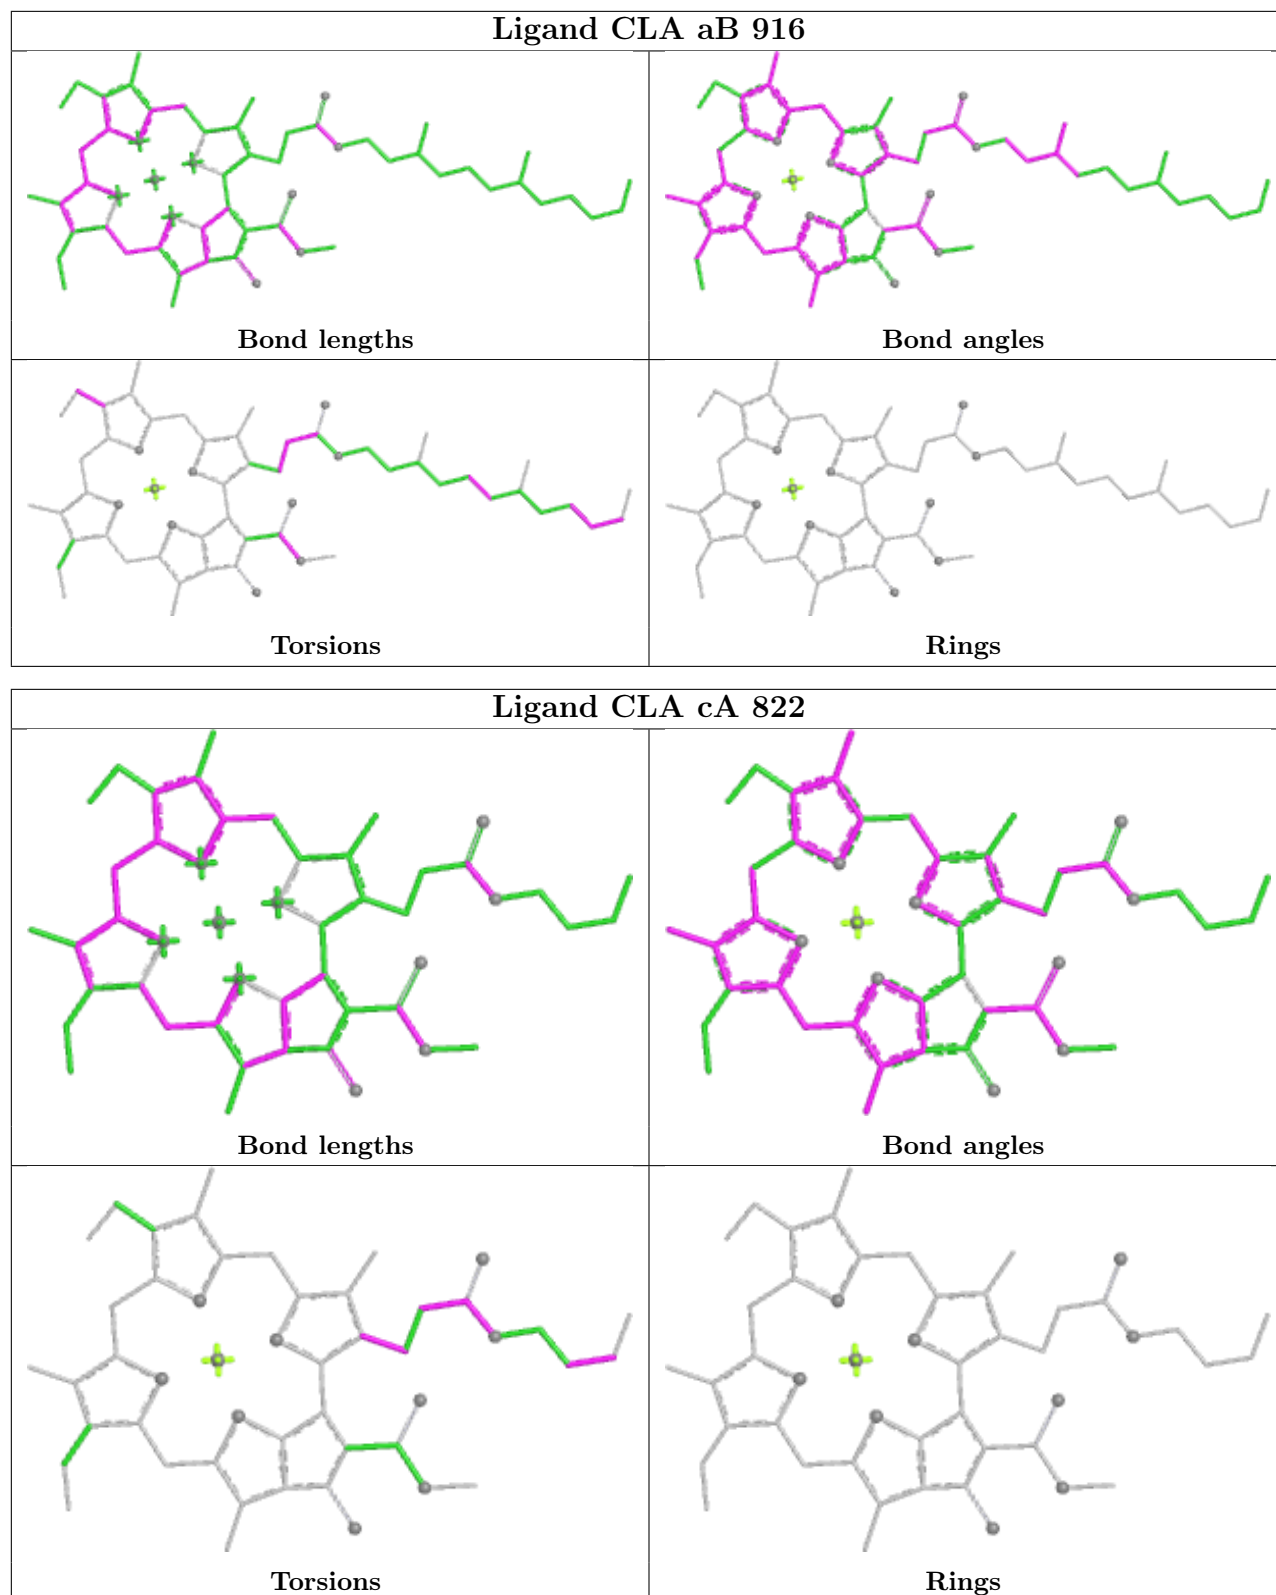 Ligand CLA aB 916
Bond lengths
Bond angles
Torsions
Rings
Ligand CLA cA 822
Bond lengths
Bond angles
Torsions
Rings